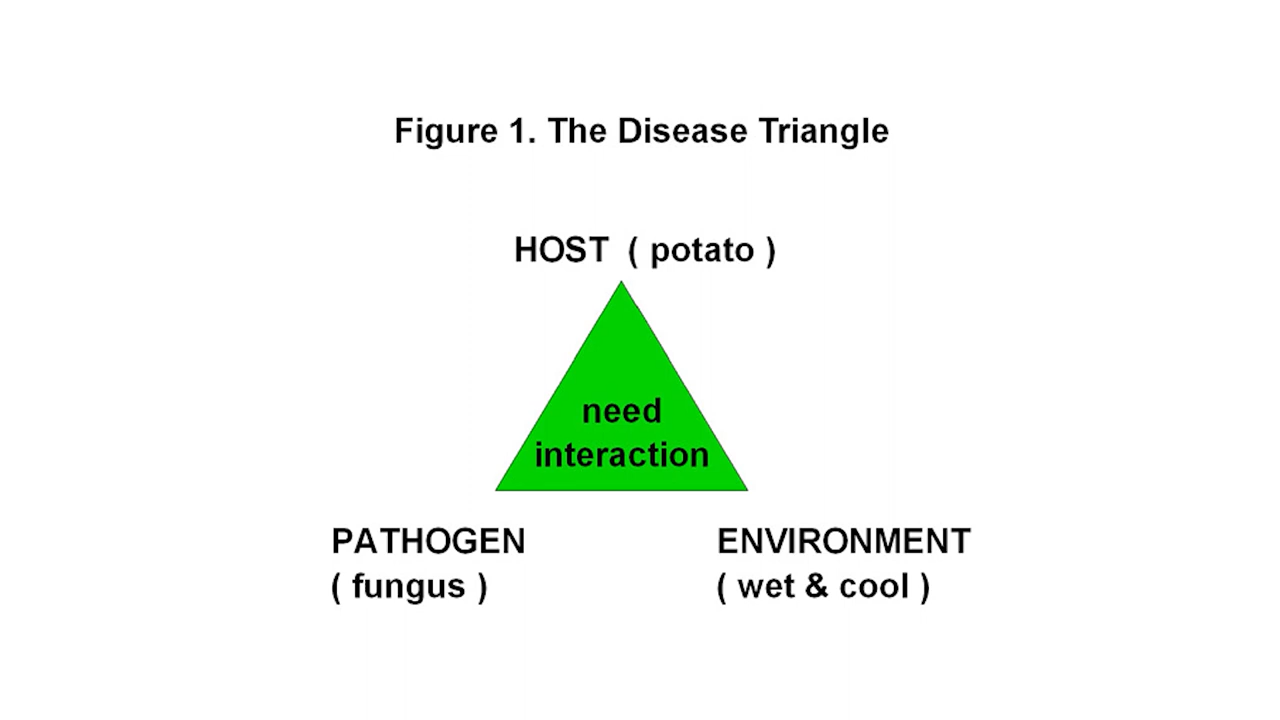 Figure 1. The Disease Triangle
HOST ( potato )
need
interaction
PATHOGEN
( fungus )
ENVIRONMENT
( wet & cool )